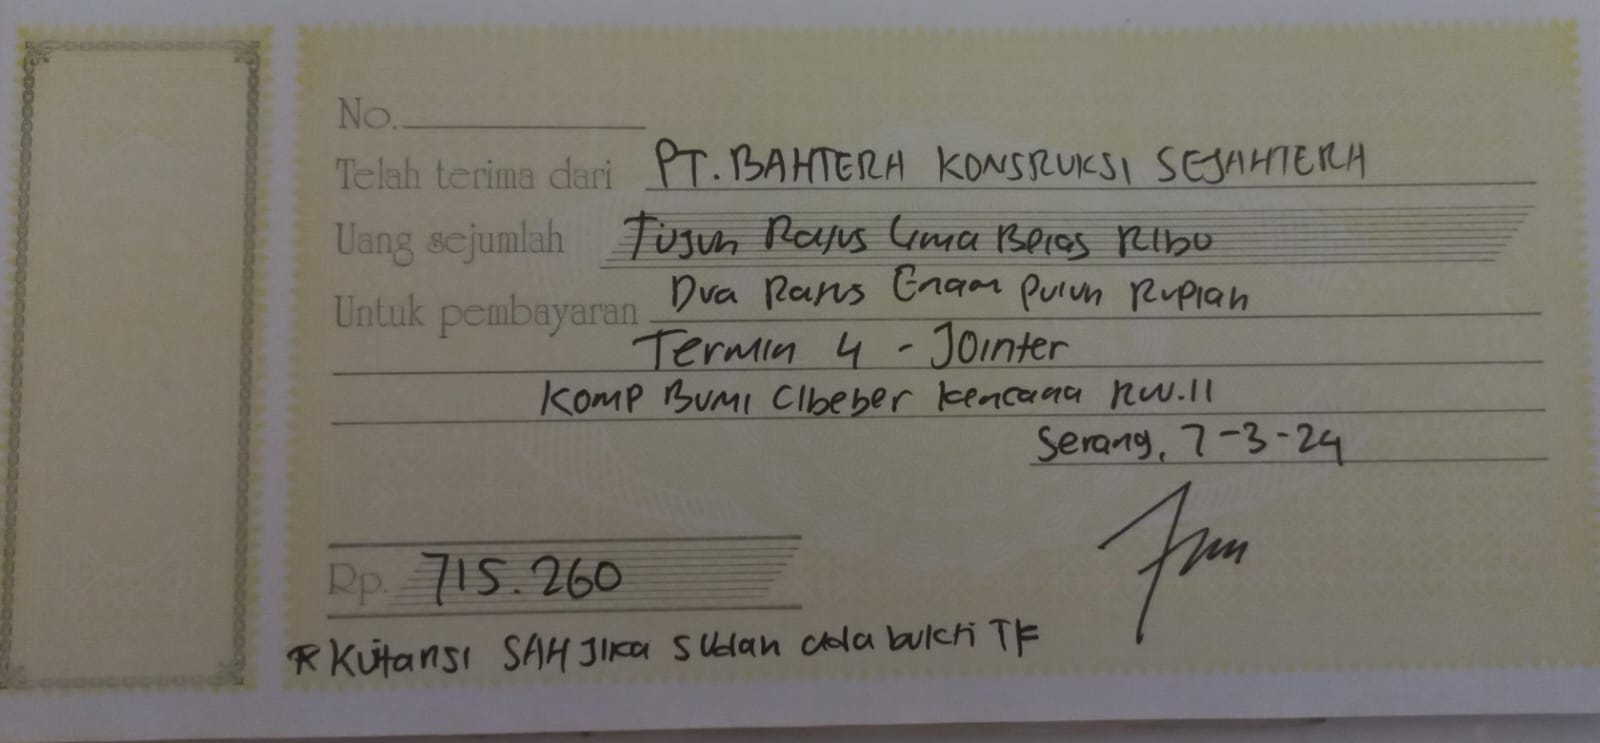 No.
Telah terima dari PT. BAHTERA KONSRUKSI SEJAHTERA
Uang sejumlah Tujuh Ratus Lima Belas Ribu
Dua Ratus Enam Puluh Rupiah
Untuk pembayaran
Termin 4 - Jointer
Komp Bumi Cibeber Kencana RW.11
Serang, 7-3-24
Rp. 715.260
* Kuitansi SAH Jika sudah ada bukti TF